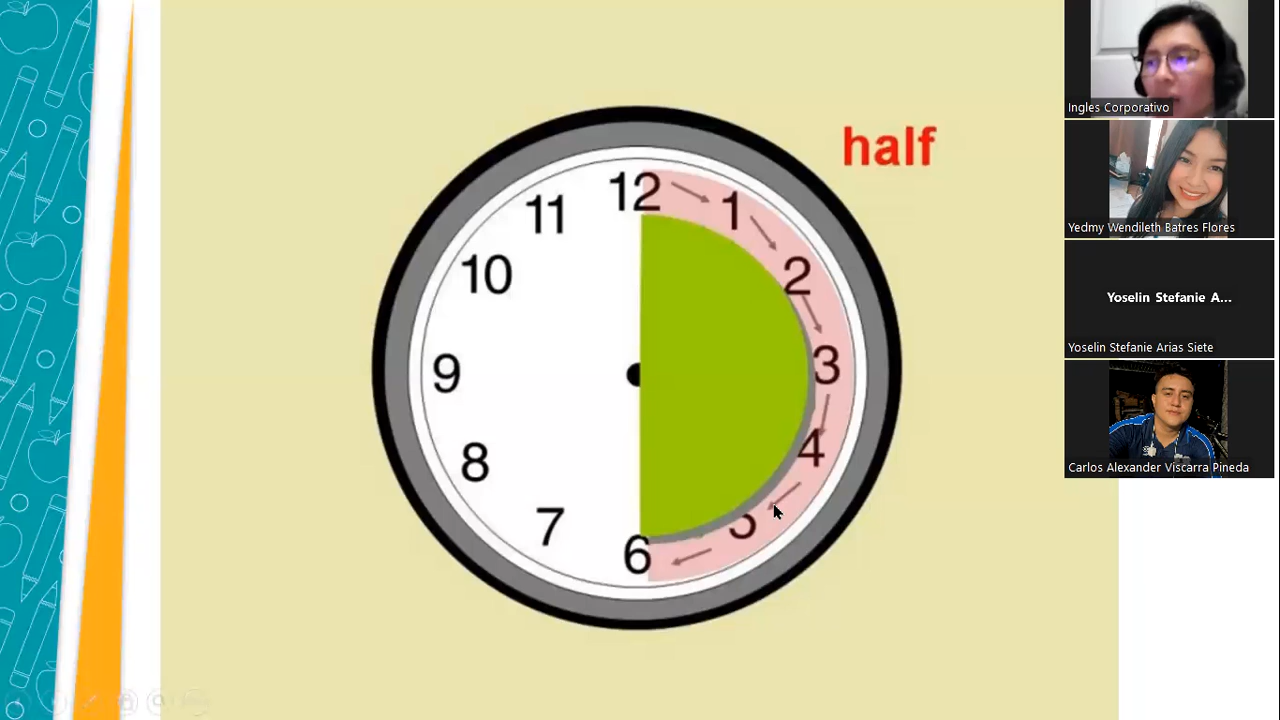 half
12
1
2
3
4
5
6
7
8
9
10
11
Ingles Corporativo
Yedmy Wendileth Batres Flores
Yoselin Stefanie A...
Yoselin Stefanie Arias Siete
Carlos Alexander Viscarra Pineda